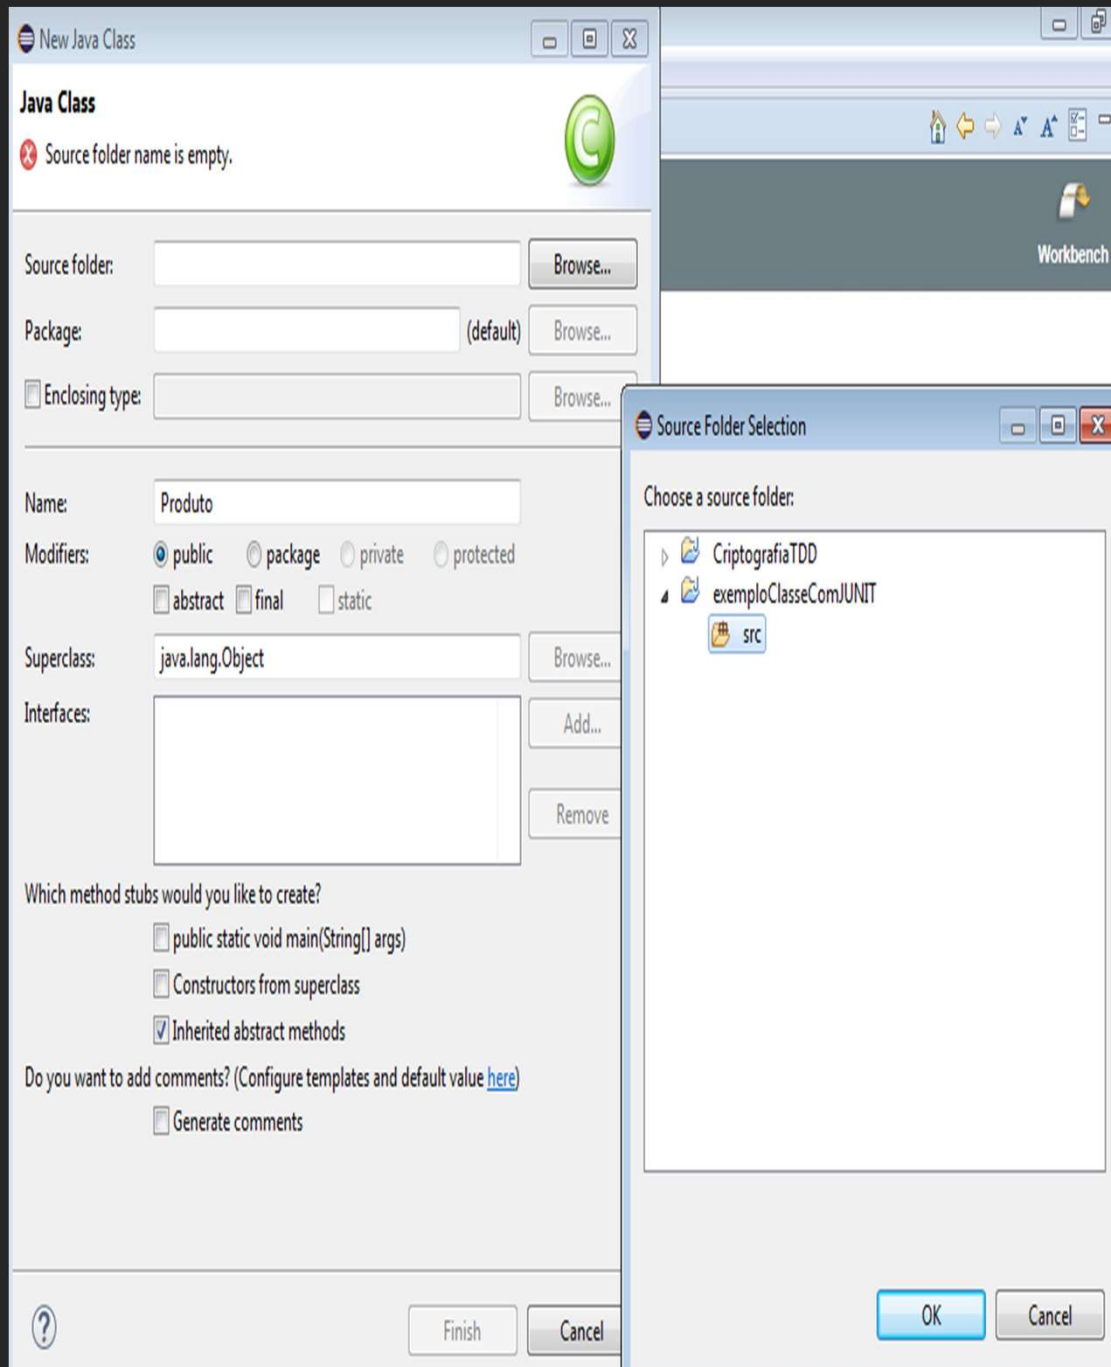 New Java Class
Java Class
Source folder name is empty.
Source folder:
Browse...
Package:
(default)
Browse...
Enclosing type:
Browse...
Name:
Produto
Modifiers:
public
package
private
protected
abstract
final
static
Superclass:
java.lang.Object
Browse...
Interfaces:
Add...
Remove
Which method stubs would you like to create?
public static void main(String[] args)
Constructors from superclass
Inherited abstract methods
Do you want to add comments? (Configure templates and default value here)
Generate comments
Finish
Cancel
Workbench
Source Folder Selection
Choose a source folder:
CriptografiaTDD
exemploClasseComJUNIT
src
OK
Cancel